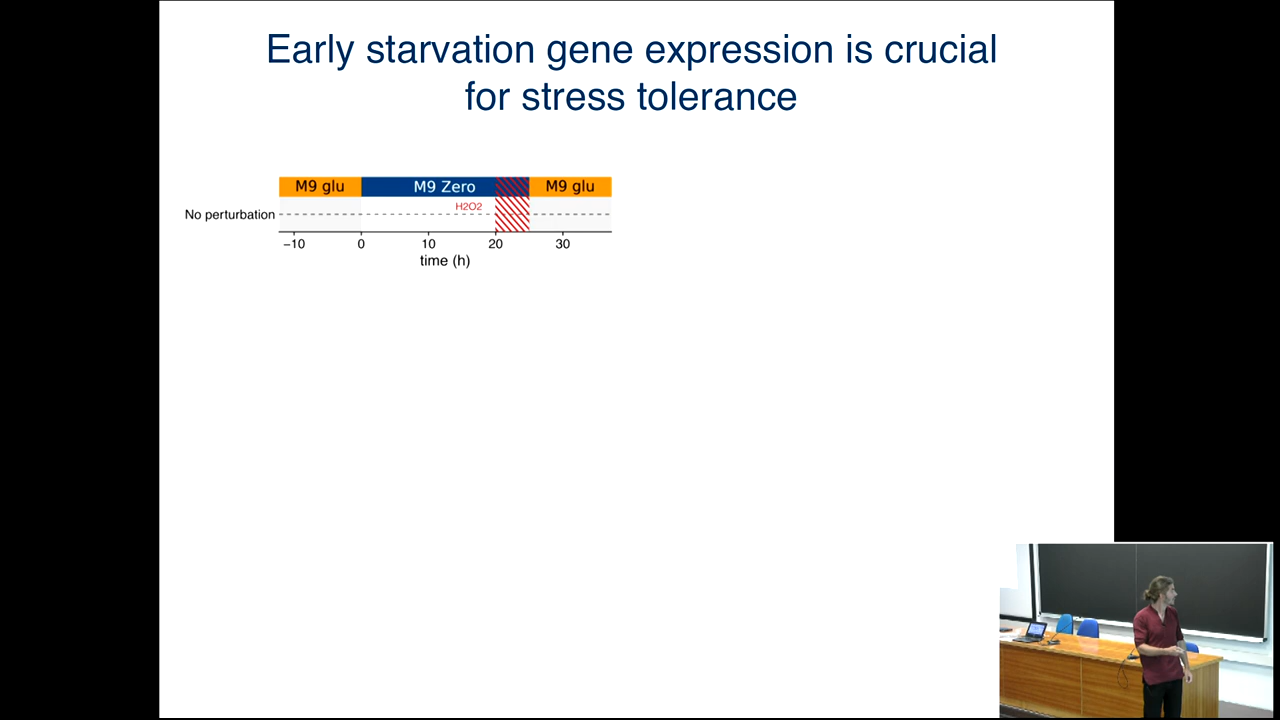 Early starvation gene expression is crucial
for stress tolerance
M9 glu M9 Zero M9 glu
H2O2
No perturbation
−10 0 10 20 30
time (h)